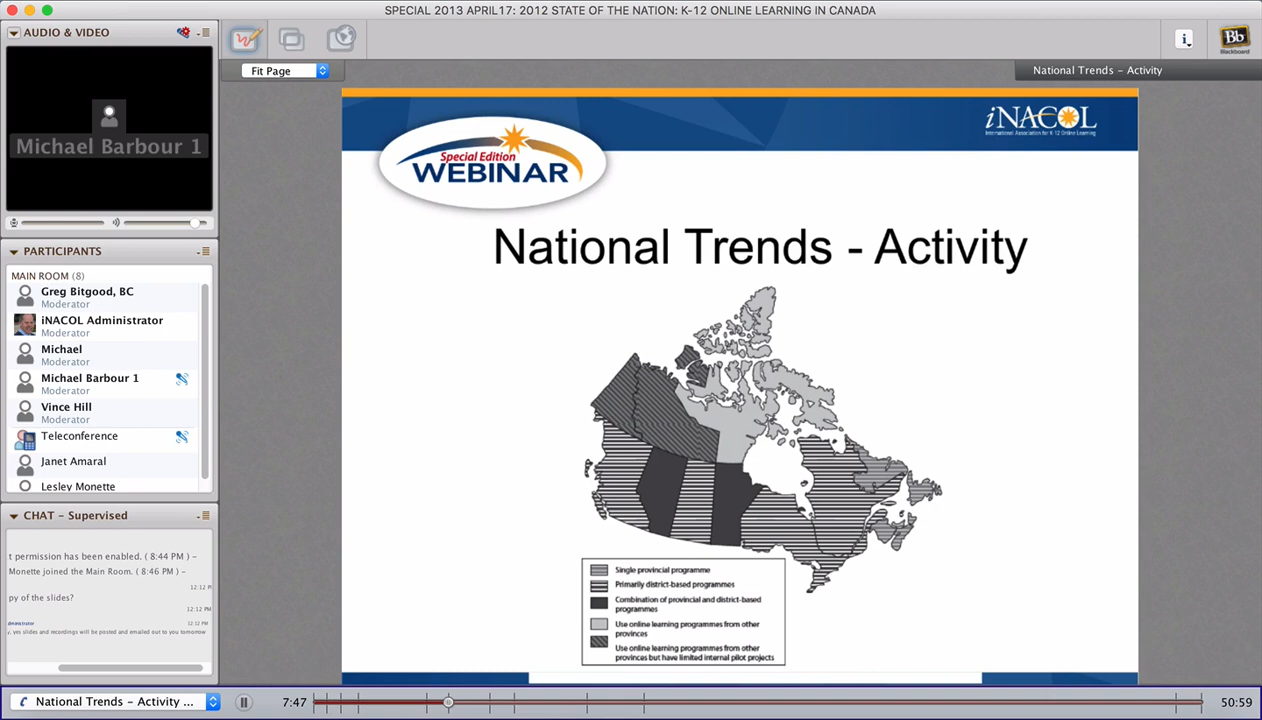 SPECIAL 2013 APRIL17: 2012 STATE OF THE NATION: K-12 ONLINE LEARNING IN CANADA
AUDIO & VIDEO
Michael Barbour 1
PARTICIPANTS
MAIN ROOM (8)
Greg Bitgood, BC
Moderator
iNACOL Administrator
Moderator
Michael
Moderator
Michael Barbour 1
Moderator
Vince Hill
Moderator
Teleconference
Janet Amaral
Lesley Monette
CHAT – Supervised
t permission has been enabled. ( 8:44 PM ) –
Monette joined the Main Room. ( 8:46 PM ) –
12:12 P
py of the slides?
12:12 PM
dministrator 12:12 PM
, yes slides and recordings will be posted and emailed out to you tomorrow
Fit Page
National Trends – Activity
i
Bb
Blackboard
iNACOL
International Association for K-12 Online Learning
Special Edition
WEBINAR
National Trends - Activity
Single provincial programme
Primarily district-based programmes
Combination of provincial and district-based
programmes
Use online learning programmes from other
provinces
Use online learning programmes from other
provinces but have limited internal pilot projects
National Trends – Activity ...
7:47
50:59